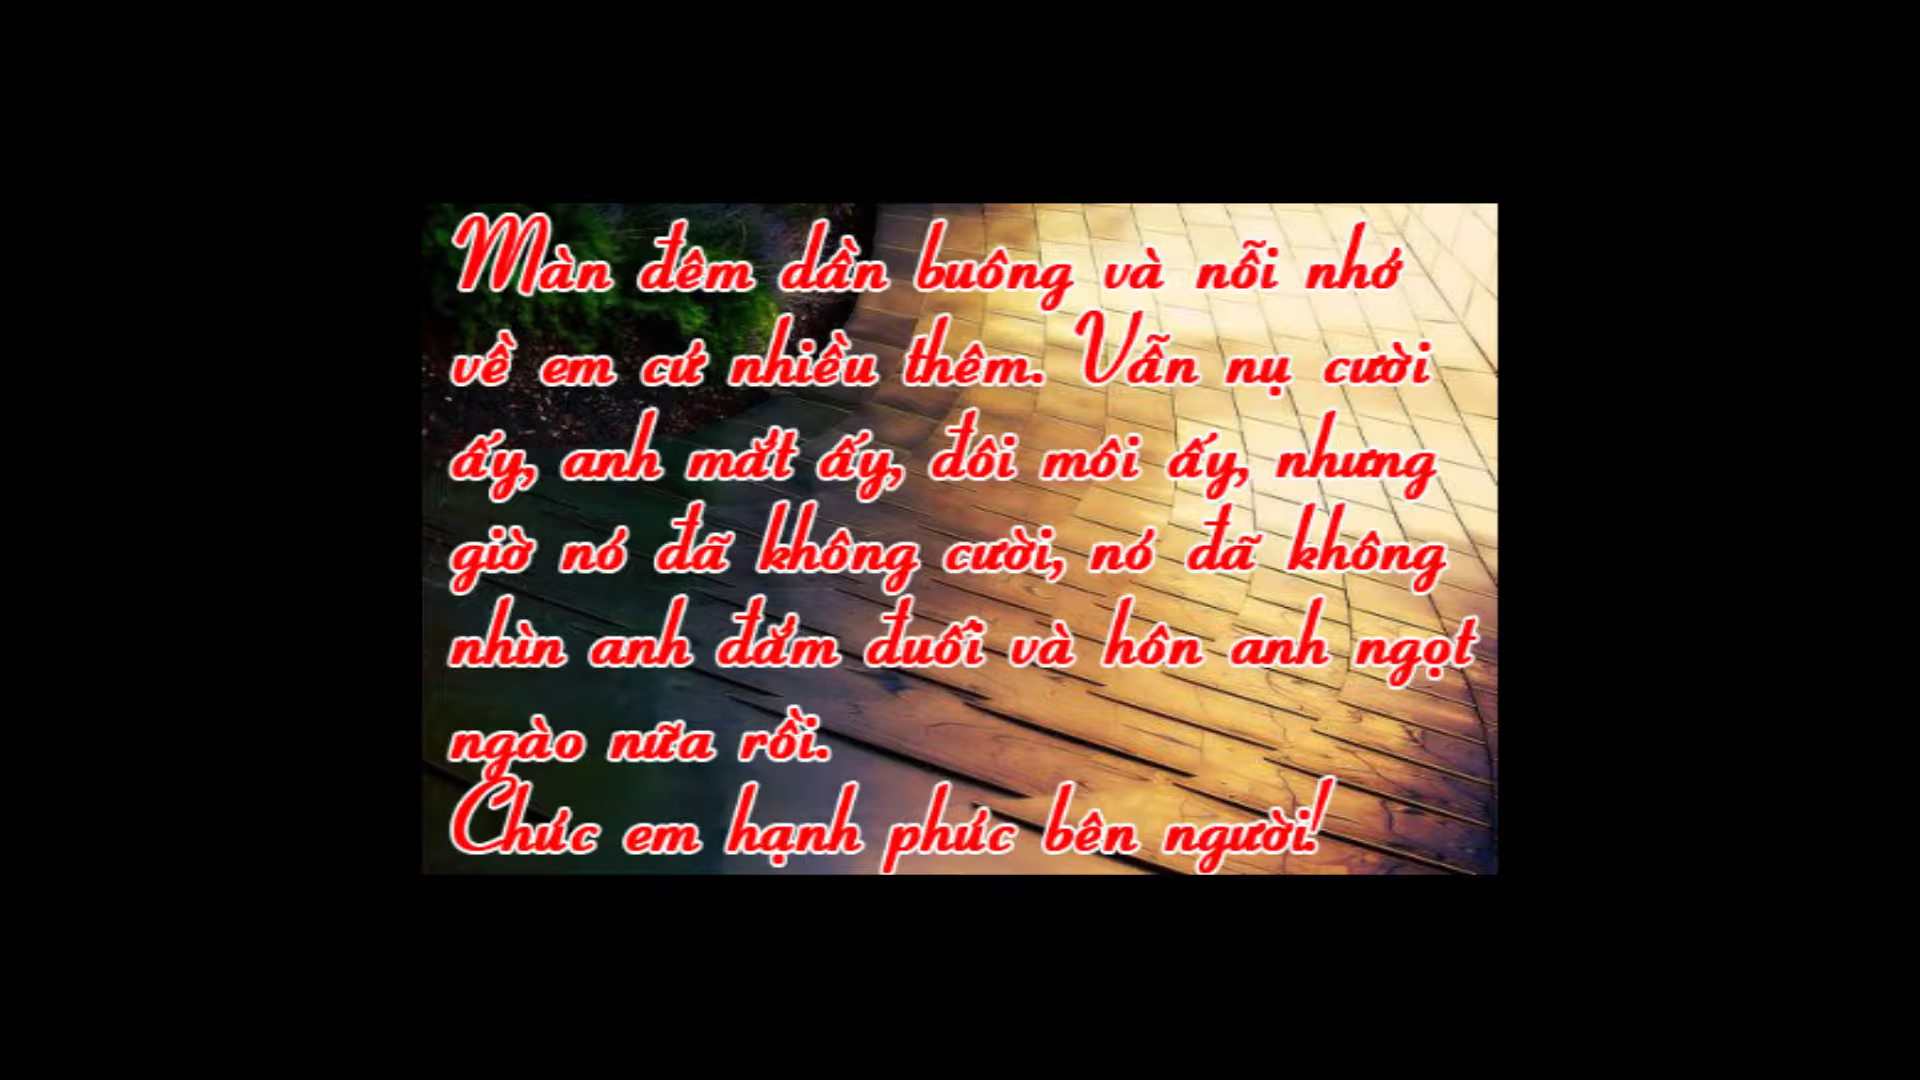 Màn đêm dần buông và nỗi nhớ
về em cứ nhiều thêm. Vẫn nụ cười
ấy, anh mắt ấy, đôi môi ấy, nhưng
giờ nó đã không cười, nó đã không
nhìn anh đắm đuối và hôn anh ngọt
ngào nữa rồi.
Chúc em hạnh phúc bên người!